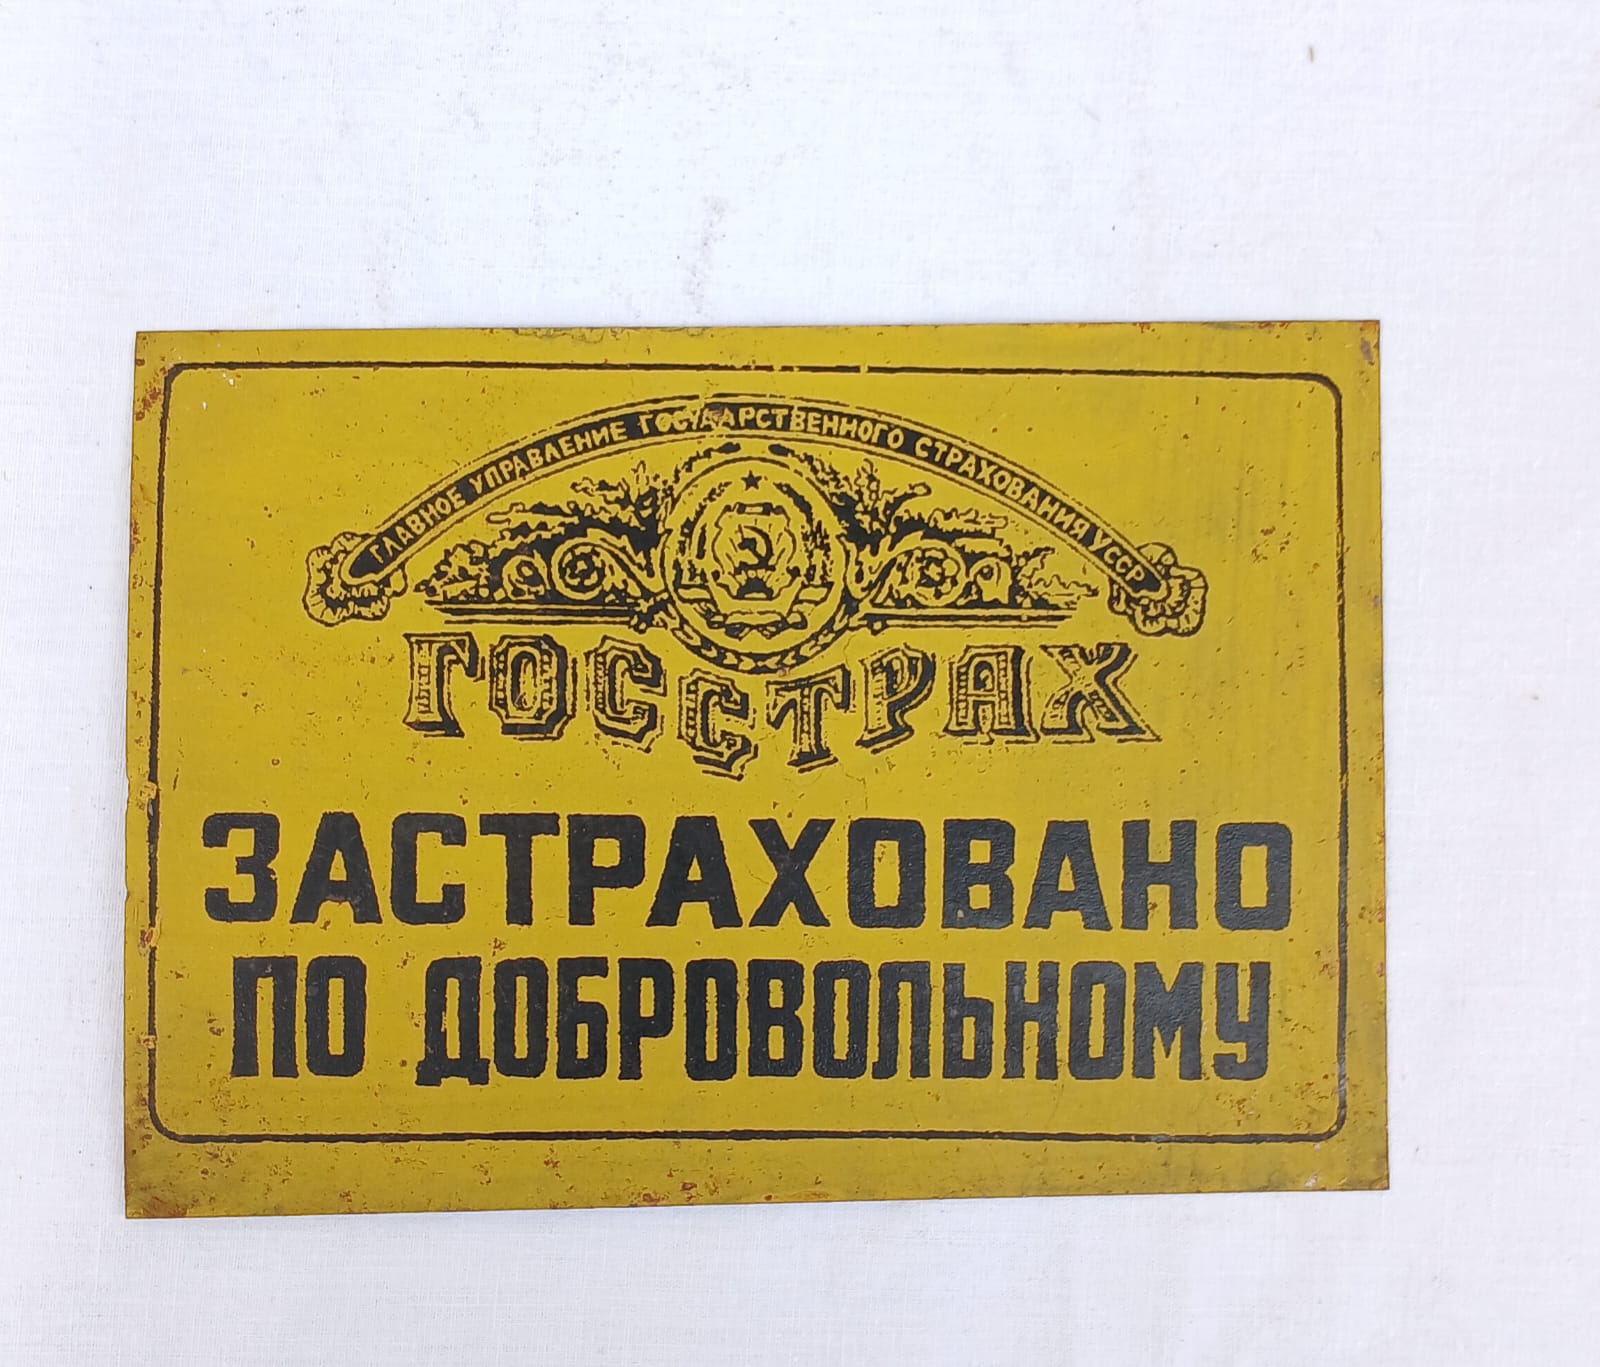 ГЛАВНОЕ УПРАВЛЕНИЕ ГОСУДАРСТВЕННОГО СТРАХОВАНИЯ УССР
ГОССТРАХ
ЗАСТРАХОВАНО
ПО ДОБРОВОЛЬНОМУ